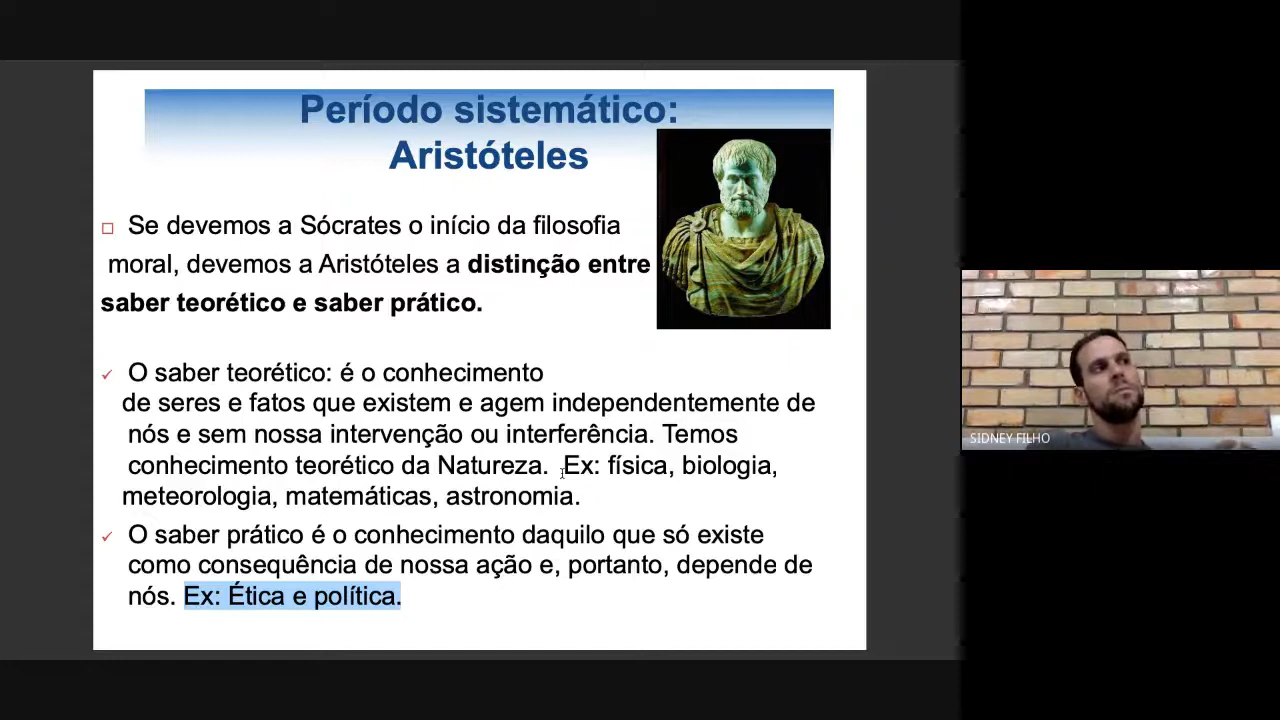 Período sistemático:
Aristóteles
Se devemos a Sócrates o início da filosofia
moral, devemos a Aristóteles a distinção entre
saber teorético e saber prático.
O saber teorético: é o conhecimento
de seres e fatos que existem e agem independentemente de
nós e sem nossa intervenção ou interferência. Temos
conhecimento teorético da Natureza. Ex: física, biologia,
meteorologia, matemáticas, astronomia.
O saber prático é o conhecimento daquilo que só existe
como consequência de nossa ação e, portanto, depende de
nós. Ex: Ética e política.
SIDNEY FILHO